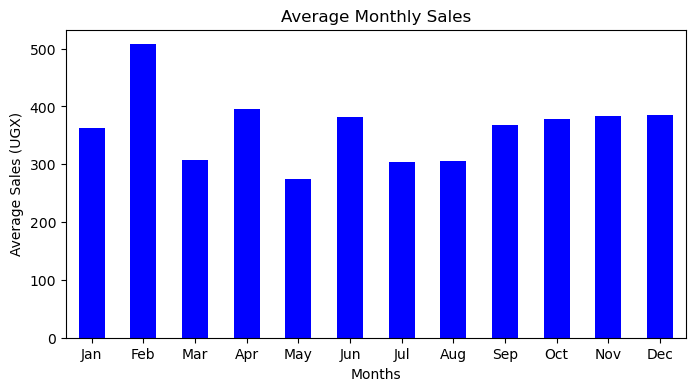 Average Monthly Sales
Average Sales (UGX)
500
400
300
200
100
0
Jan Feb Mar Apr May Jun Jul Aug Sep Oct Nov Dec
Months